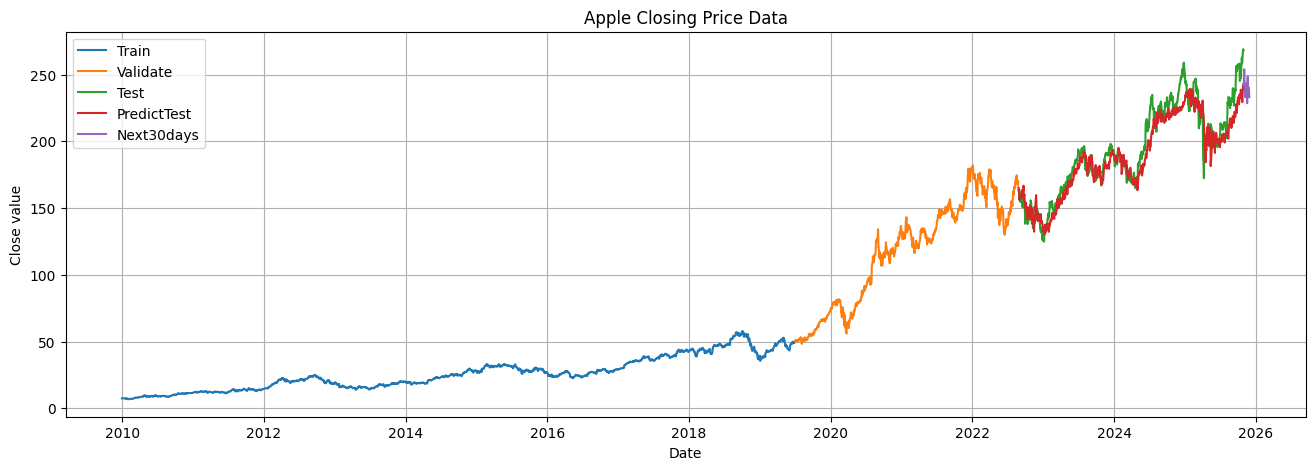 Apple Closing Price Data
Train
Validate
Test
PredictTest
Next30days
Close value
250
200
150
100
50
0
2010
2012
2014
2016
2018
2020
2022
2024
2026
Date